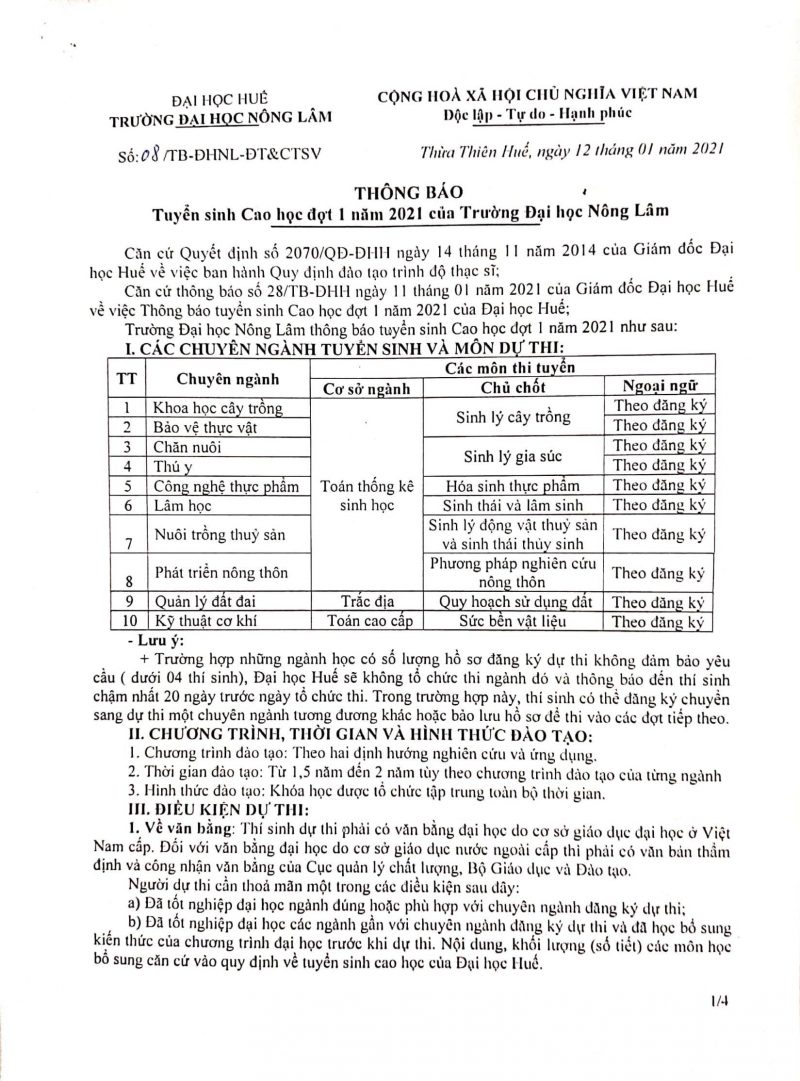 ĐẠI HỌC HUẾ
TRƯỜNG ĐẠI HỌC NÔNG LÂM
Số:08/TB-ĐHNL-ĐT&CTSV
CỘNG HOÀ XÃ HỘI CHỦ NGHĨA VIỆT NAM
Độc lập - Tự do - Hạnh phúc
Thừa Thiên Huế, ngày 12 tháng 01 năm 2021
THÔNG BÁO
Tuyển sinh Cao học đợt 1 năm 2021 của Trường Đại học Nông Lâm
Căn cứ Quyết định số 2070/QĐ-ĐHH ngày 14 tháng 11 năm 2014 của Giám đốc Đại
học Huế về việc ban hành Quy định đào tạo trình độ thạc sĩ;
Căn cứ thông báo số 28/TB-ĐHH ngày 11 tháng 01 năm 2021 của Giám đốc Đại học Huế
về việc Thông báo tuyển sinh Cao học đợt 1 năm 2021 của Đại học Huế;
Trường Đại học Nông Lâm thông báo tuyển sinh Cao học đợt 1 năm 2021 như sau:
I. CÁC CHUYÊN NGÀNH TUYỂN SINH VÀ MÔN DỰ THI:
TT Chuyên ngành Các môn thi tuyển
Cơ sở ngành Chủ chốt Ngoại ngữ
1 Khoa học cây trồng Toán thống kê sinh học Sinh lý cây trồng Theo đăng ký
2 Bảo vệ thực vật Theo đăng ký
3 Chăn nuôi Sinh lý gia súc Theo đăng ký
4 Thú y Theo đăng ký
5 Công nghệ thực phẩm Hóa sinh thực phẩm Theo đăng ký
6 Lâm học Sinh thái và lâm sinh Theo đăng ký
7 Nuôi trồng thuỷ sản Sinh lý động vật thuỷ sản và sinh thái thủy sinh Theo đăng ký
8 Phát triển nông thôn Phương pháp nghiên cứu nông thôn Theo đăng ký
9 Quản lý đất đai Trắc địa Quy hoạch sử dụng đất Theo đăng ký
10 Kỹ thuật cơ khí Toán cao cấp Sức bền vật liệu Theo đăng ký
- Lưu ý:
+ Trường hợp những ngành học có số lượng hồ sơ đăng ký dự thi không đảm bảo yêu
cầu ( dưới 04 thí sinh), Đại học Huế sẽ không tổ chức thi ngành đó và thông báo đến thí sinh
chậm nhất 20 ngày trước ngày tổ chức thi. Trong trường hợp này, thí sinh có thể đăng ký chuyển
sang dự thi một chuyên ngành tương đương khác hoặc bảo lưu hồ sơ để thi vào các đợt tiếp theo.
II. CHƯƠNG TRÌNH, THỜI GIAN VÀ HÌNH THỨC ĐÀO TẠO:
1. Chương trình đào tạo: Theo hai định hướng nghiên cứu và ứng dụng.
2. Thời gian đào tạo: Từ 1,5 năm đến 2 năm tùy theo chương trình đào tạo của từng ngành
3. Hình thức đào tạo: Khóa học được tổ chức tập trung toàn bộ thời gian.
III. ĐIỀU KIỆN DỰ THI:
1. Về văn bằng: Thí sinh dự thi phải có văn bằng đại học do cơ sở giáo dục đại học ở Việt
Nam cấp. Đối với văn bằng đại học do cơ sở giáo dục nước ngoài cấp thì phải có văn bản thẩm
định và công nhận văn bằng của Cục quản lý chất lượng, Bộ Giáo dục và Đào tạo.
Người dự thi cần thoả mãn một trong các điều kiện sau đây:
a) Đã tốt nghiệp đại học ngành đúng hoặc phù hợp với chuyên ngành đăng ký dự thi;
b) Đã tốt nghiệp đại học các ngành gần với chuyên ngành đăng ký dự thi và đã học bổ sung
kiến thức của chương trình đại học trước khi dự thi. Nội dung, khối lượng (số tiết) các môn học
bổ sung căn cứ vào quy định về tuyển sinh cao học của Đại học Huế.
1/4